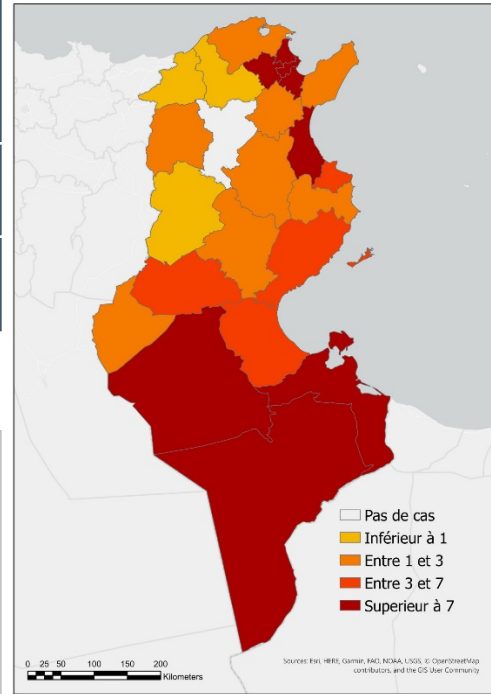 Pas de cas
Inférieur à 1
Entre 1 et 3
Entre 3 et 7
Superieur à 7
0 25 50 100 150 200
Kilometers
Sources: Esri, HERE, Garmin, FAO, NOAA, USGS, © OpenStreetMap
contributors, and the GIS User Community